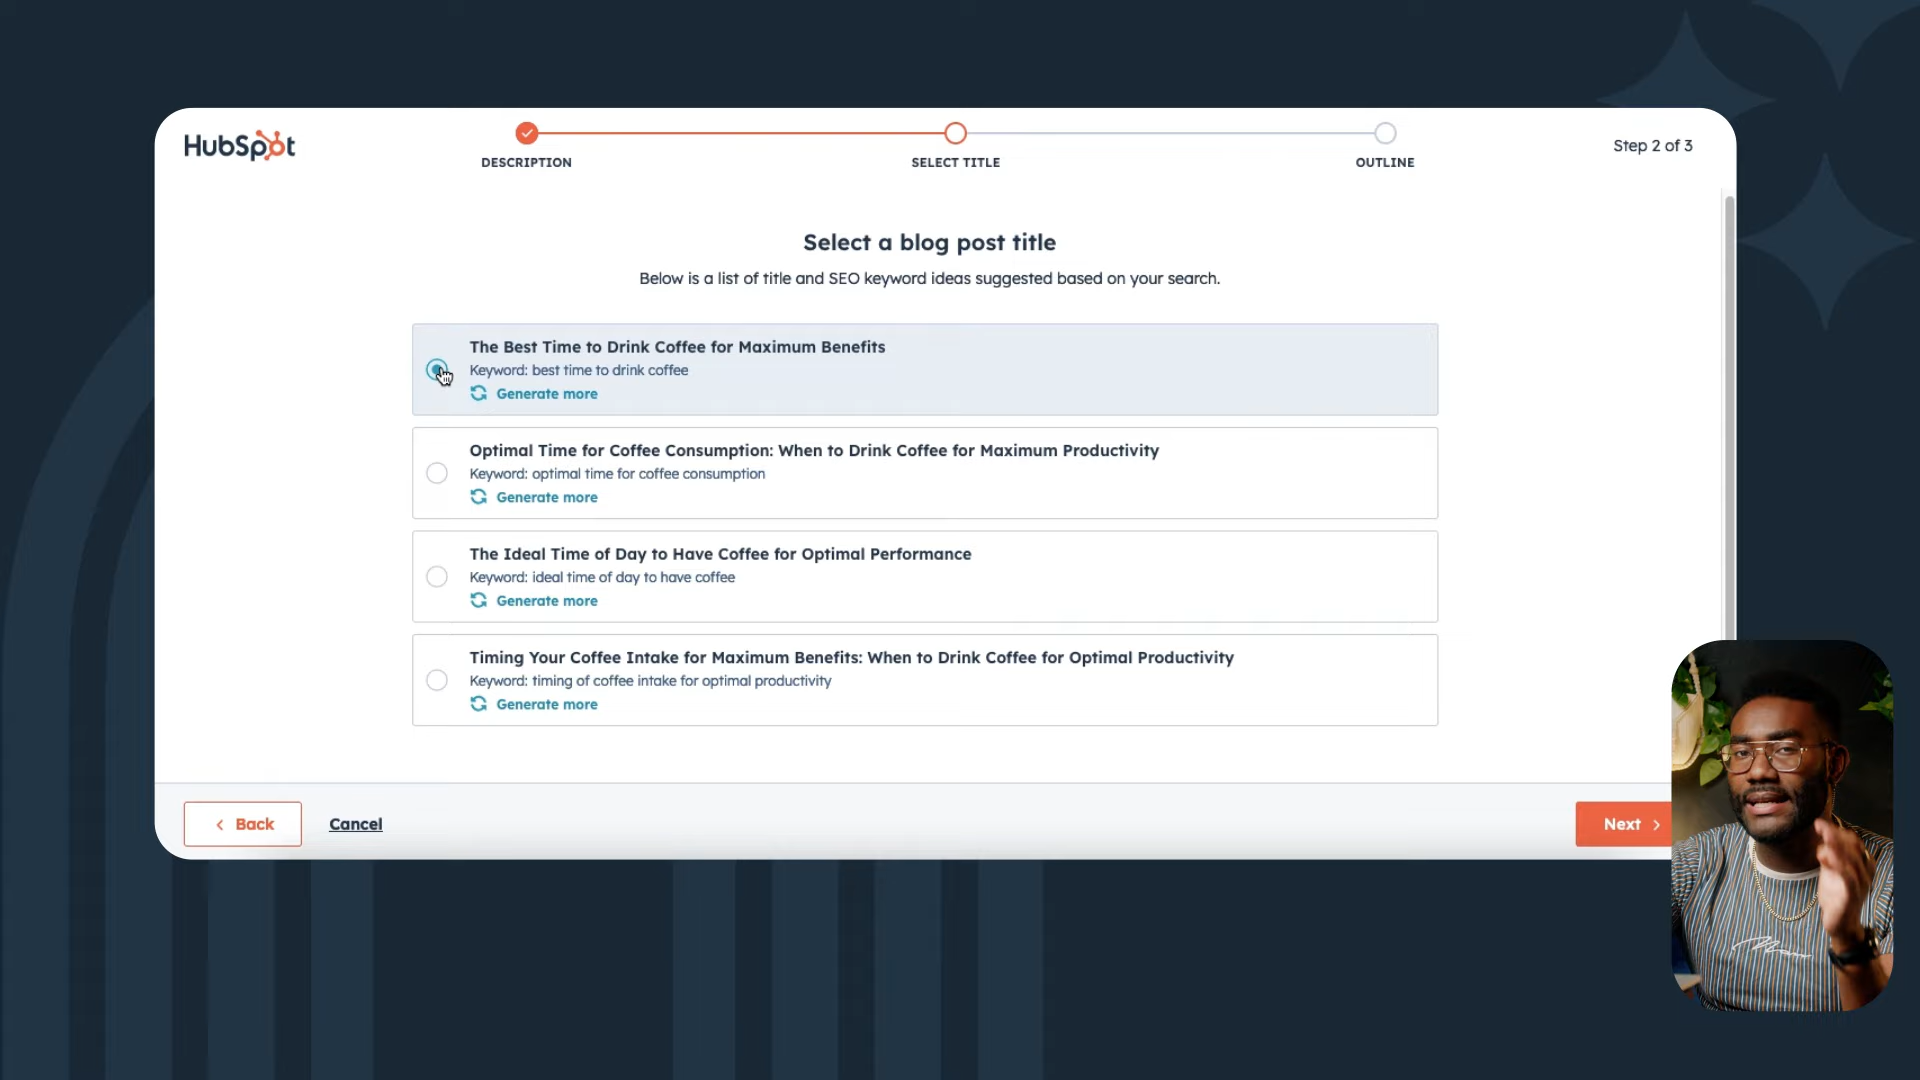 HubSpot
DESCRIPTION
SELECT TITLE
OUTLINE
Step 2 of 3
Select a blog post title
Below is a list of title and SEO keyword ideas suggested based on your search.
The Best Time to Drink Coffee for Maximum Benefits
Keyword: best time to drink coffee
Generate more
Optimal Time for Coffee Consumption: When to Drink Coffee for Maximum Productivity
Keyword: optimal time for coffee consumption
Generate more
The Ideal Time of Day to Have Coffee for Optimal Performance
Keyword: ideal time of day to have coffee
Generate more
Timing Your Coffee Intake for Maximum Benefits: When to Drink Coffee for Optimal Productivity
Keyword: timing of coffee intake for optimal productivity
Generate more
Back
Cancel
Next